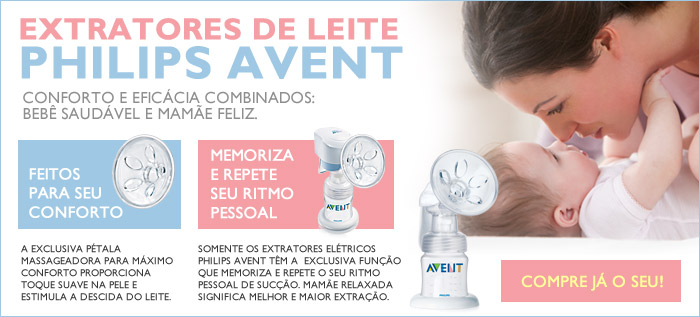 EXTRATORES DE LEITE
PHILIPS AVENT
CONFORTO E EFICÁCIA COMBINADOS:
BEBÊ SAUDÁVEL E MAMÃE FELIZ.
FEITOS
PARA SEU
CONFORTO
A EXCLUSIVA PÉTALA
MASSAGEADORA PARA MÁXIMO
CONFORTO PROPORCIONA
TOQUE SUAVE NA PELE E
ESTIMULA A DESCIDA DO LEITE.
MEMORIZA
E REPETE
SEU RITMO
PESSOAL
AVENT
SOMENTE OS EXTRATORES ELÉTRICOS
PHILIPS AVENT TÊM A EXCLUSIVA FUNÇÃO
QUE MEMORIZA E REPETE O SEU RITMO
PESSOAL DE SUCÇÃO. MAMÃE RELAXADA
SIGNIFICA MELHOR E MAIOR EXTRAÇÃO.
AVENT
COMPRE JÁ O SEU!